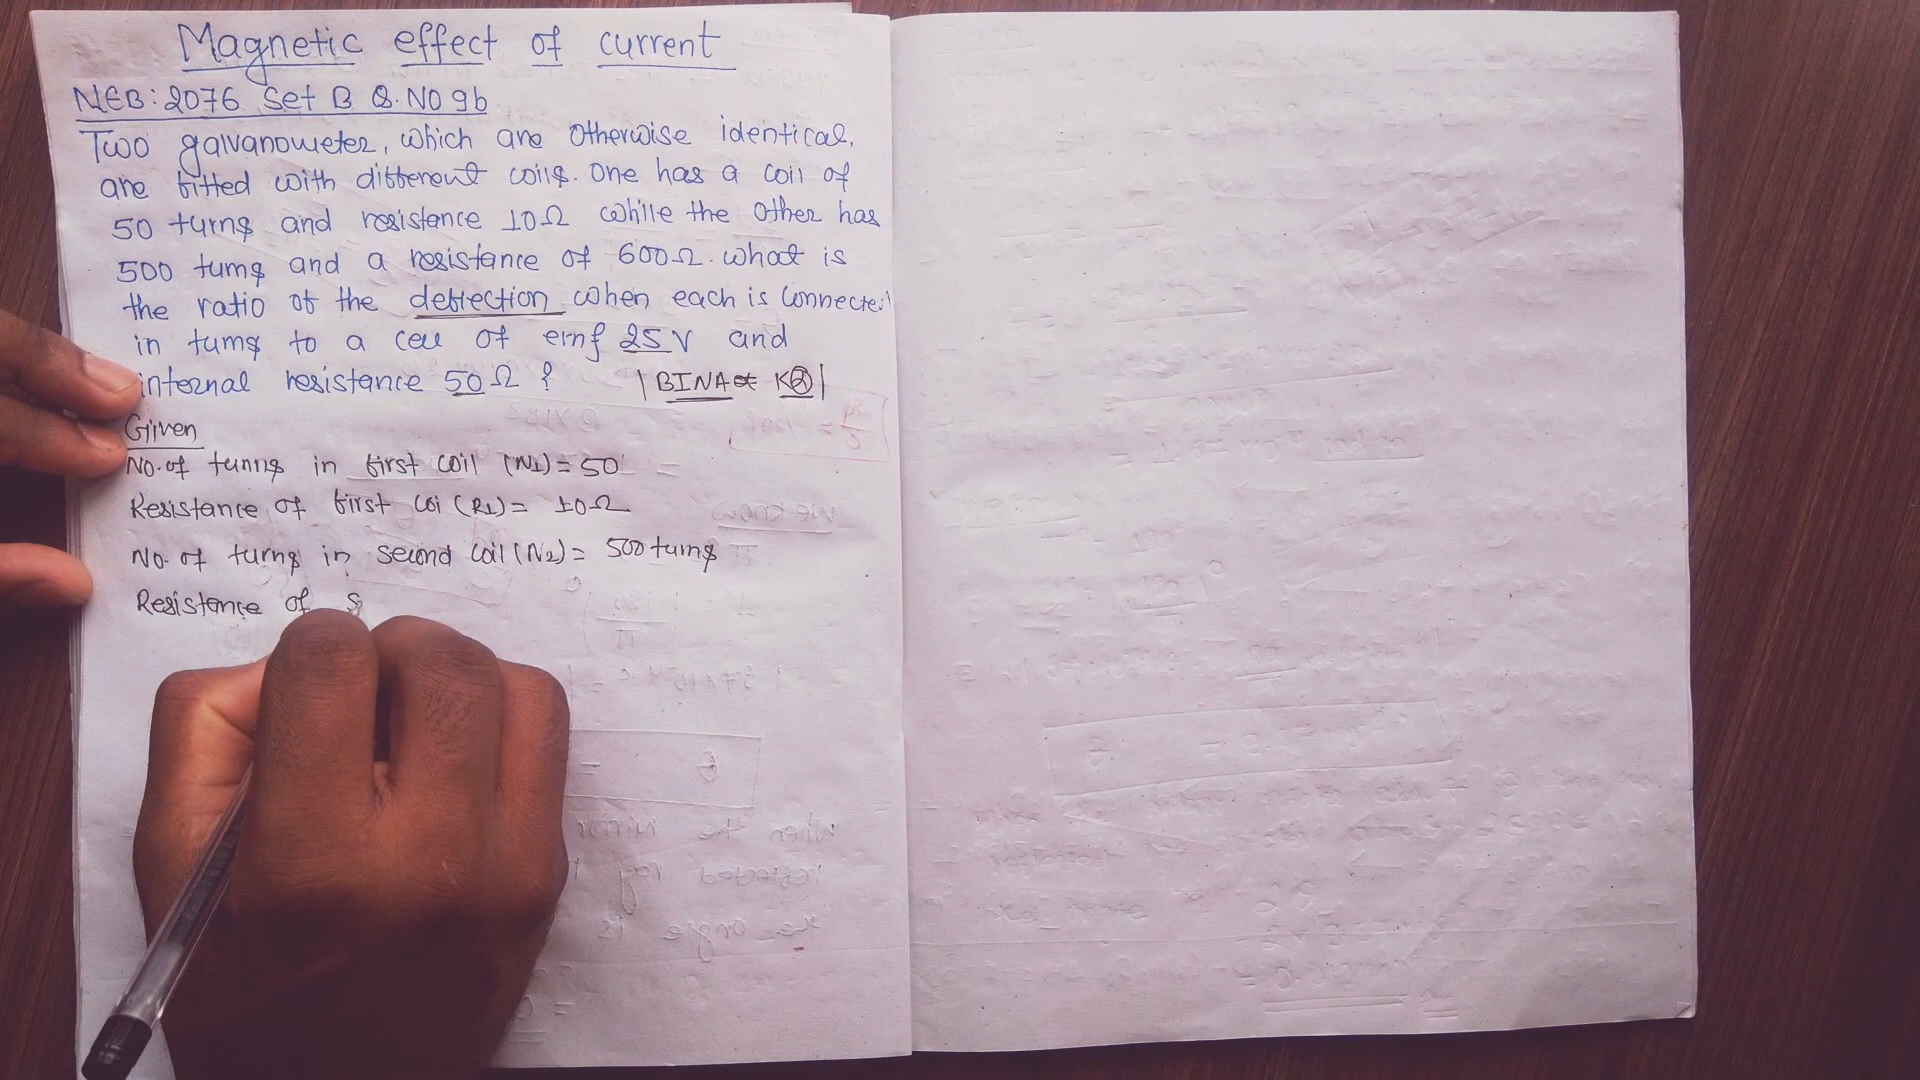 Magnetic effect of current
NEB: 2076 Set B Q. NO 9b
Two galvanometer, which are otherwise identical,
are fitted with different coils. One has a coil of
50 turns and resistance 10Ω while the other has
500 turns and a resistance of 600Ω. what is
the ratio of the deflection when each is connected
in turns to a cell of emf 25 V and
internal resistance 50Ω ? | BINA
Given
No. of turns in first coil (N1) = 50
Resistance of first coi (R1) = 10Ω
No. of turns in second coil (N2) = 500 turns
Resistance of s